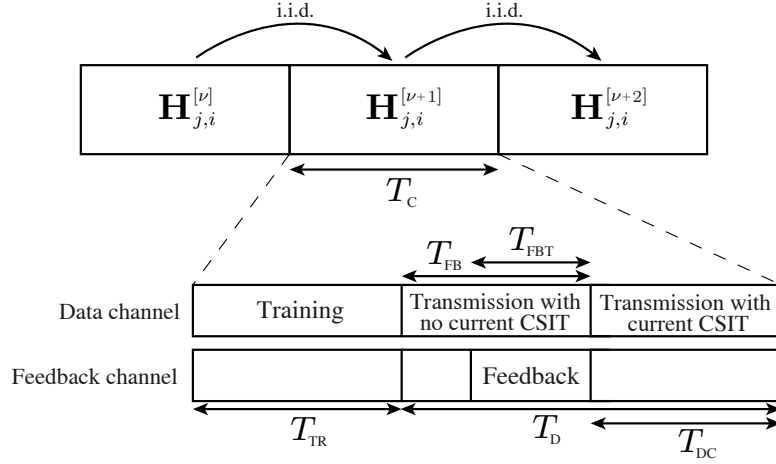 i.i.d. i.i.d.
H_{j,i}^{[ν]} H_{j,i}^{[ν+1]} H_{j,i}^{[ν+2]}
T_C
T_FB T_FBT
Data channel Training Transmission with no current CSIT Transmission with current CSIT
Feedback channel Feedback
T_TR T_D T_DC